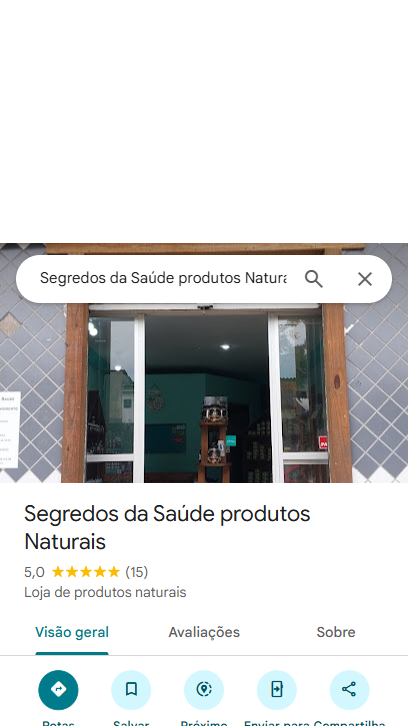 Segredos da Saúde produtos Natura
Segredos da Saúde produtos
Naturais
5,0 (15)
Loja de produtos naturais
Visão geral Avaliações Sobre
Rotas Salvar Próximo Enviar para Compartilha